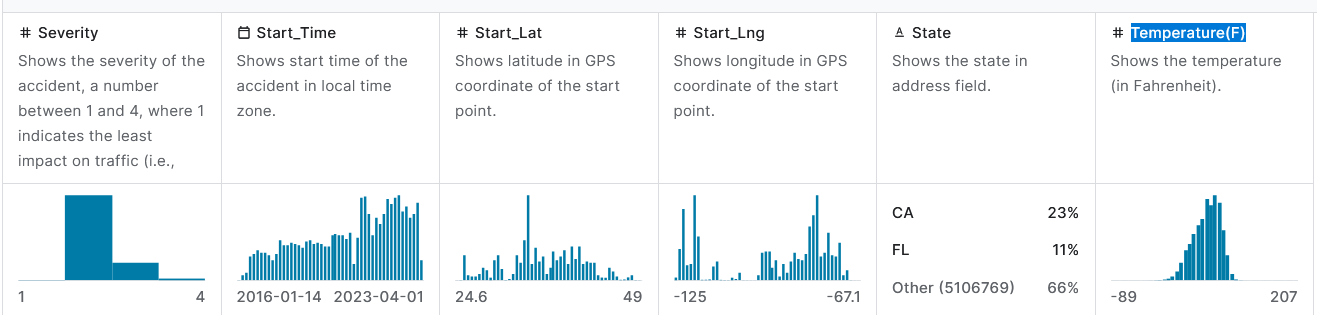 Severity
Shows the severity of the
accident, a number
between 1 and 4, where 1
indicates the least
impact on traffic (i.e.,
1 4
Start_Time
Shows start time of the
accident in local time
zone.
2016-01-14 2023-04-01
Start_Lat
Shows latitude in GPS
coordinate of the start
point.
24.6 49
Start_Lng
Shows longitude in GPS
coordinate of the start
point.
-125 -67.1
State
Shows the state in
address field.
CA 23%
FL 11%
Other (5106769) 66%
Temperature(F)
Shows the temperature
(in Fahrenheit).
-89 207